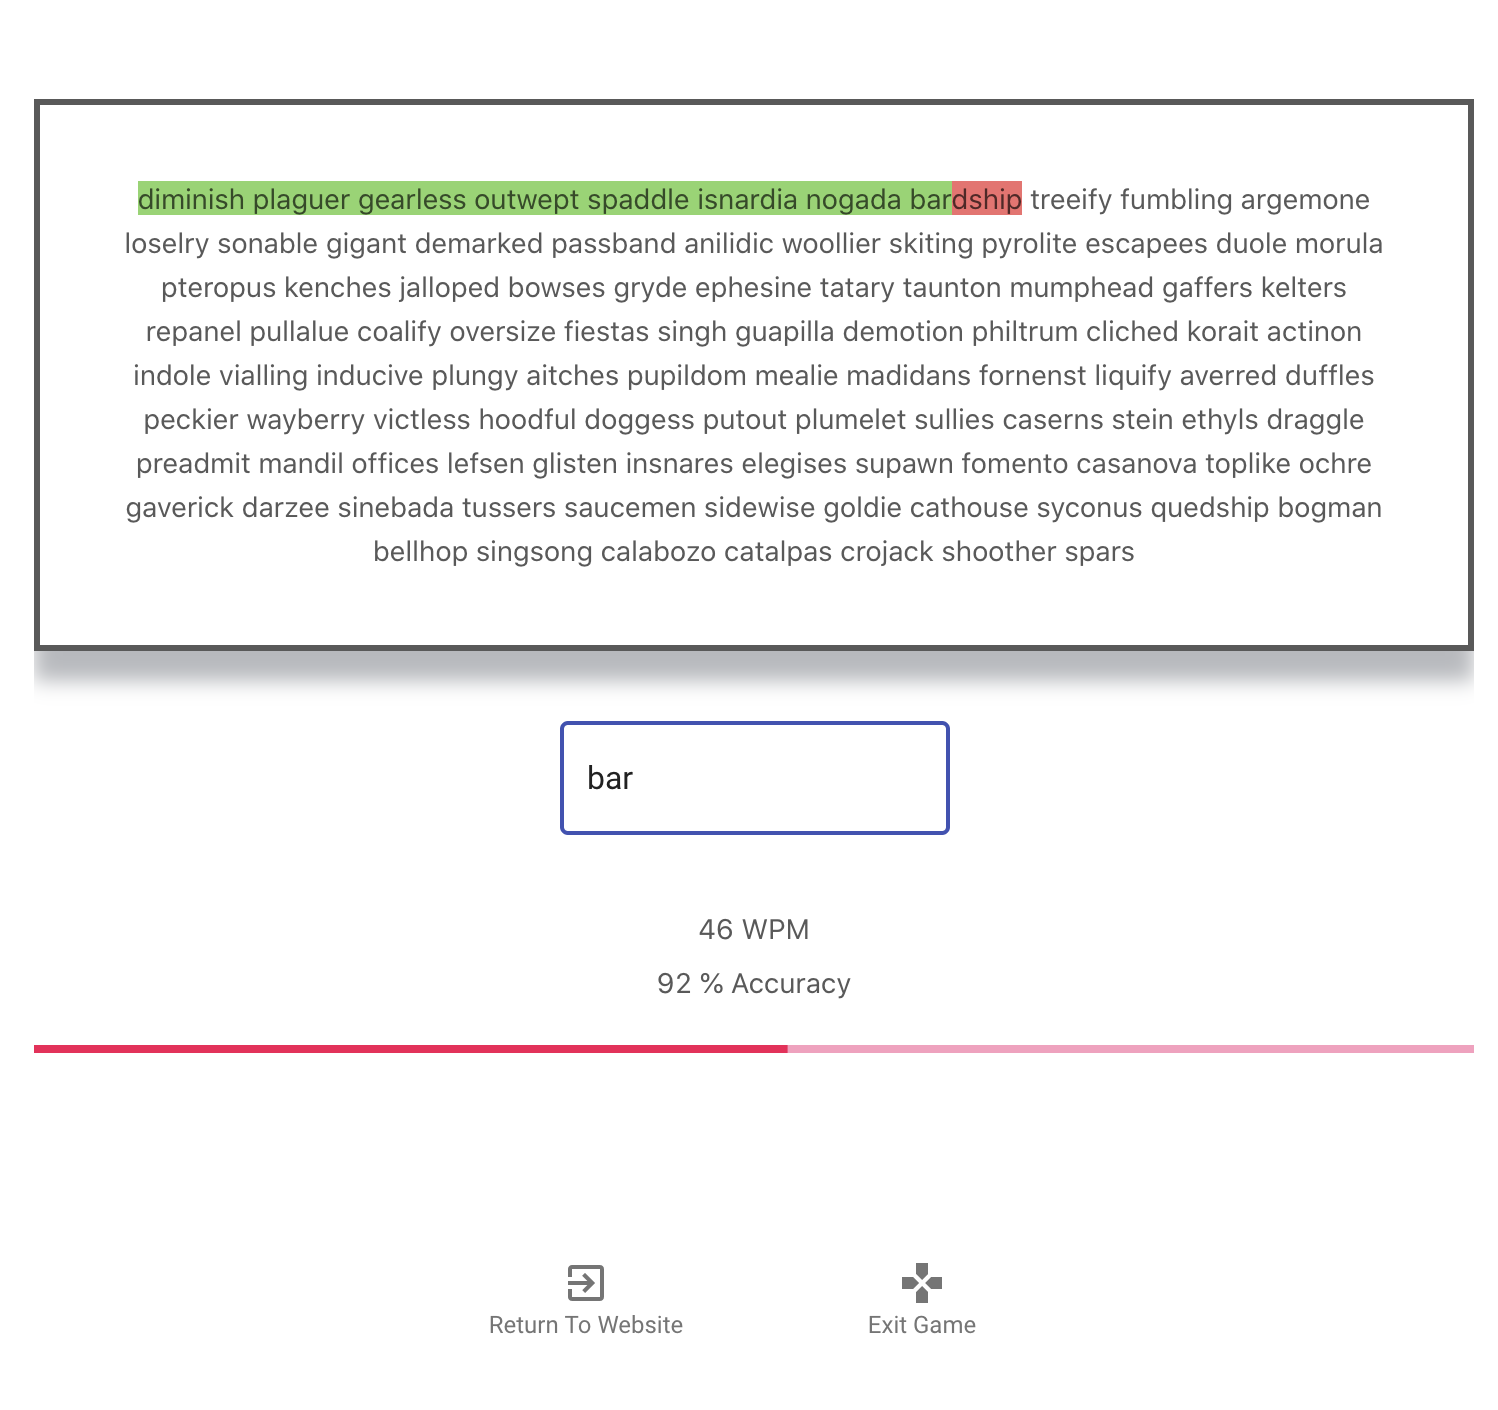 diminish plaguer gearless outwept spaddle isnardia nogada bardship treeify fumbling argemone
loselry sonable gigant demarked passband anilidic woollier skiting pyrolite escapees duole morula
pteropus kenches jalloped bowses gryde ephesine tatary taunton mumphead gaffers kelters
repanel pullalue coalify oversize fiestas singh guapilla demotion philtrum cliched korait actinon
indole vialling inducive plungy aitches pupildom mealie madidans fornenst liquify averred duffles
peckier wayberry victless hoodful doggess putout plumelet sullies caserns stein ethyls draggle
preadmit mandil offices lefsen glisten insnares elegises supawn fomento casanova toplike ochre
gaverick darzee sinebada tussers saucemen sidewise goldie cathouse syconus quedship bogman
bellhop singsong calabozo catalpas crojack shoother spars
bar
46 WPM
92 % Accuracy
Return To Website
Exit Game